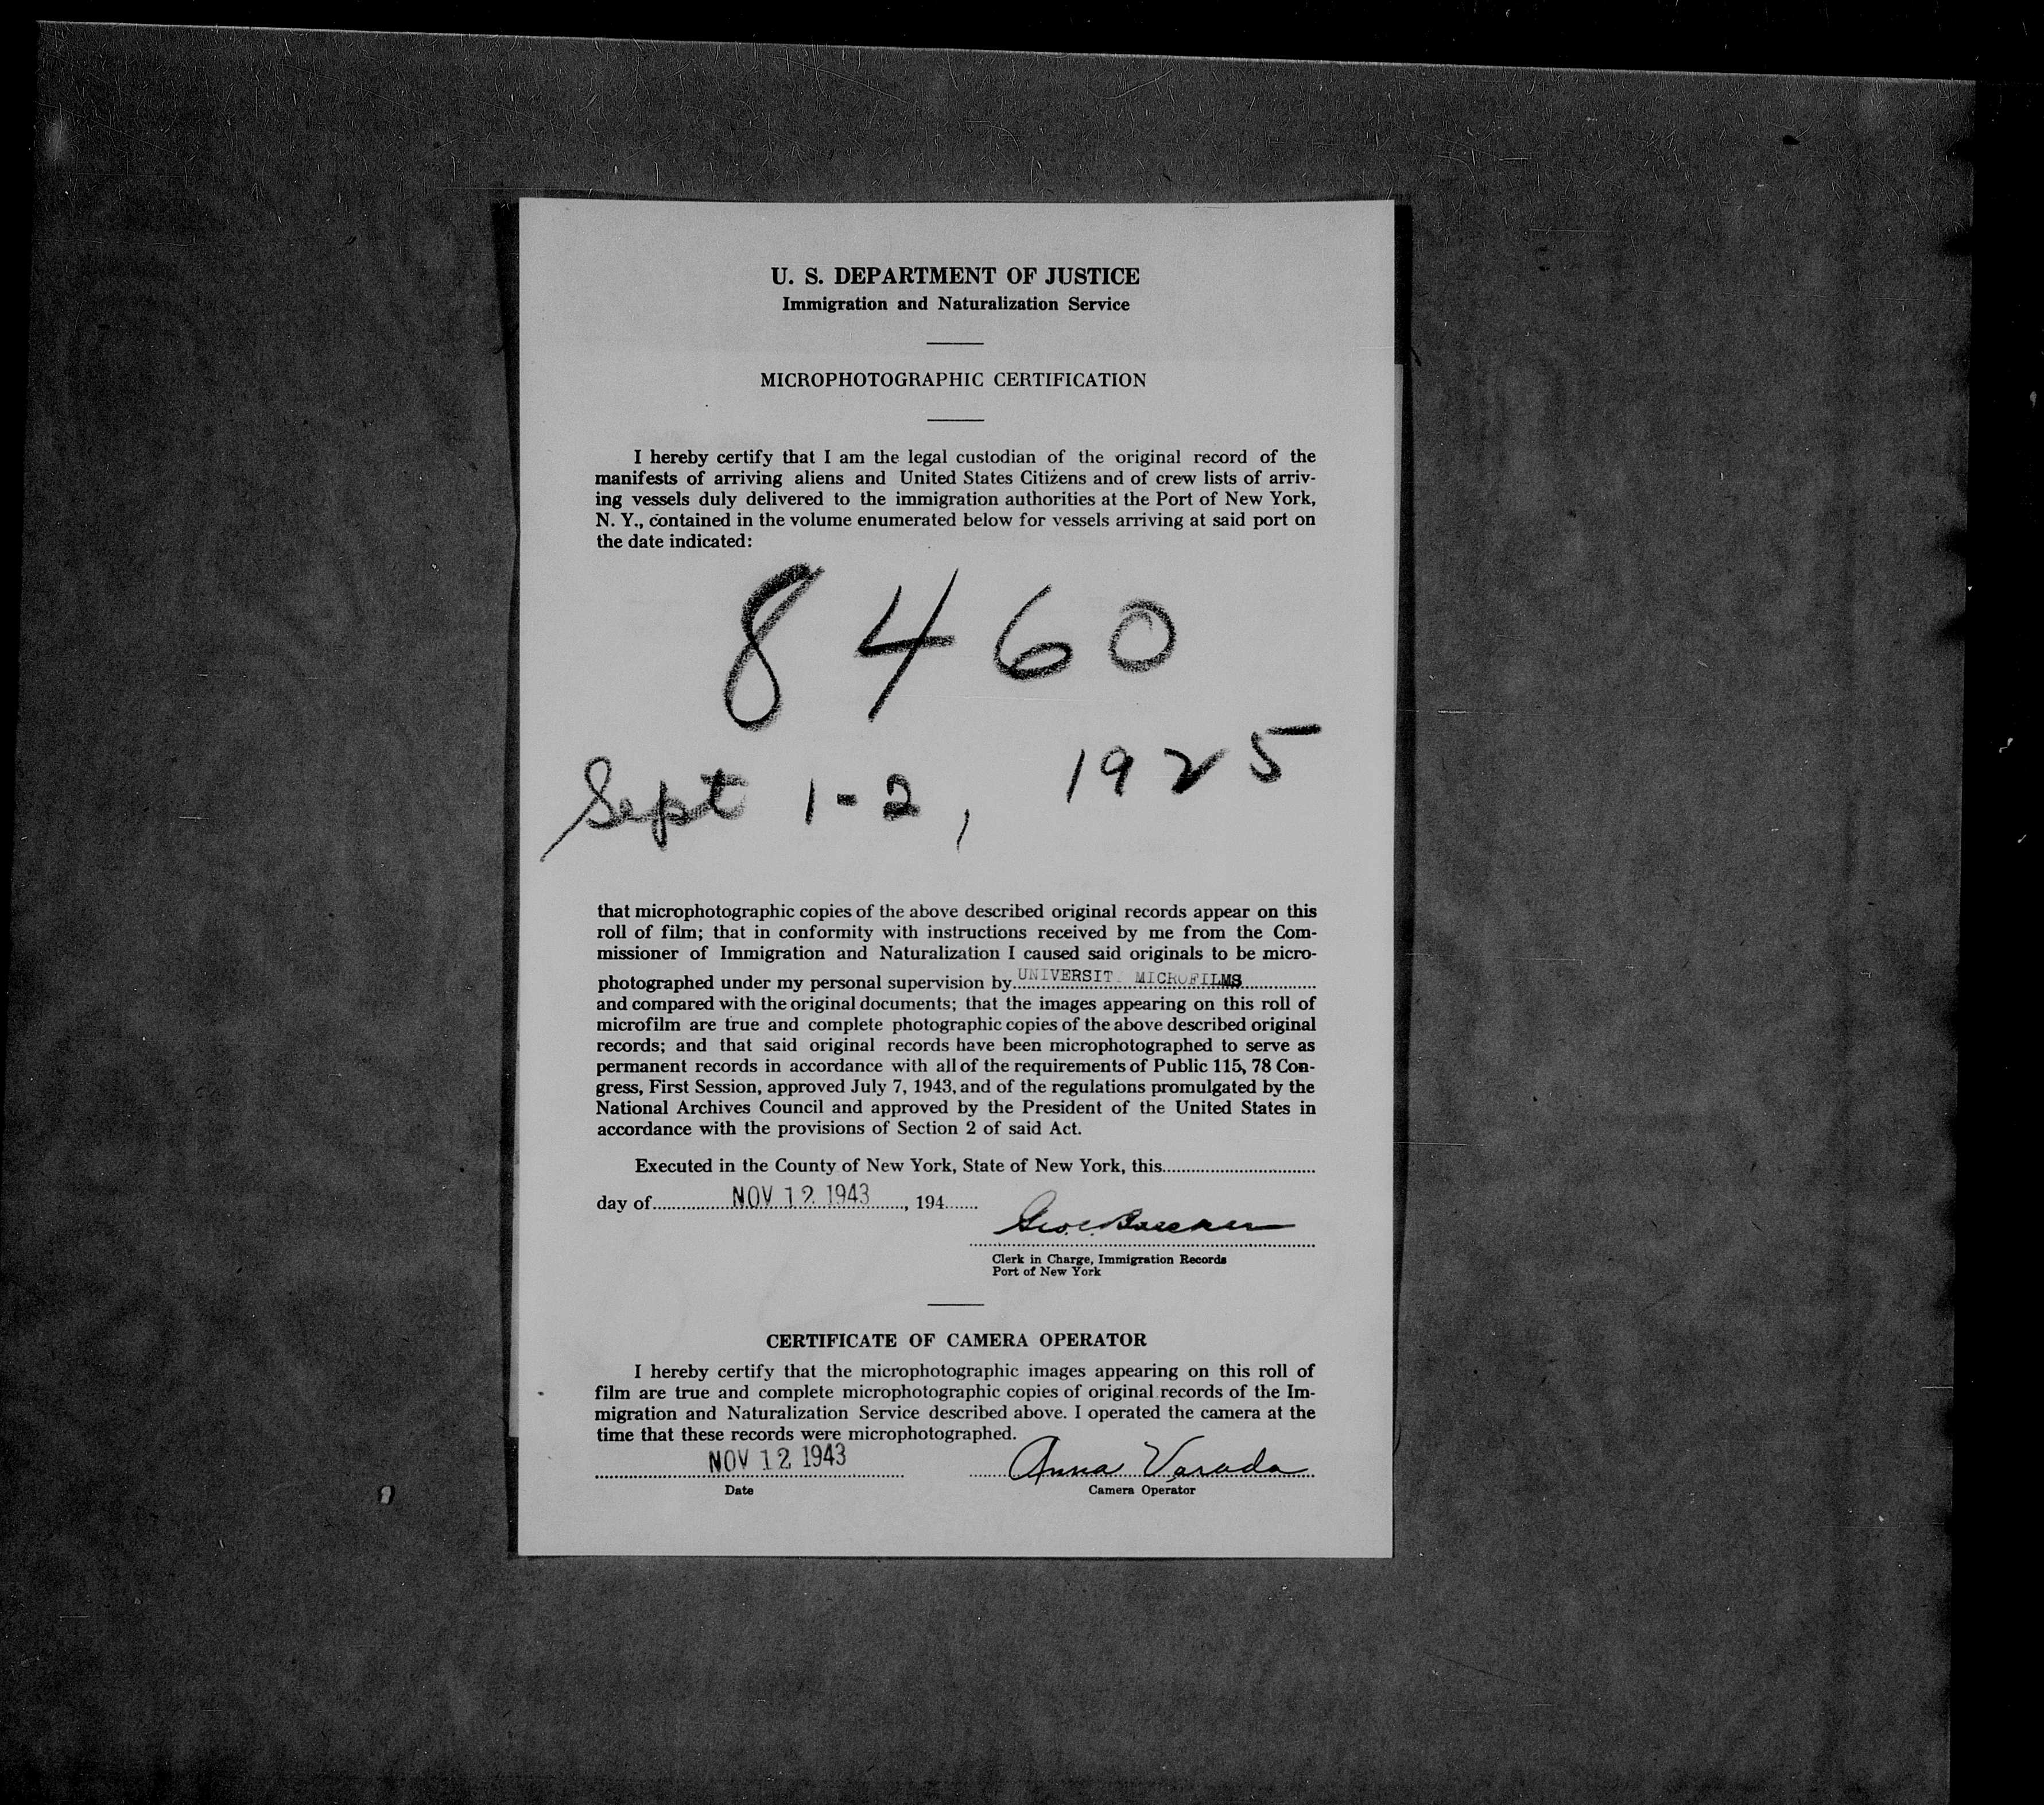 U. S. DEPARTMENT OF JUSTICE
Immigration and Naturalization Service
MICROPHOTOGRAPHIC CERTIFICATION
I hereby certify that I am the legal custodian of the original record of the
manifests of arriving aliens and United States Citizens and of crew lists of arriv-
ing vessels duly delivered to the immigration authorities at the Port of New York,
N. Y., contained in the volume enumerated below for vessels arriving at said port on
the date indicated:
8460
Sept 1-2, 1925
that microphotographic copies of the above described original records appear on this
roll of film; that in conformity with instructions received by me from the Com-
missioner of Immigration and Naturalization I caused said originals to be micro-
photographed under my personal supervision by UNIVERSIT MICROFILMS
and compared with the original documents; that the images appearing on this roll of
microfilm are true and complete photographic copies of the above described original
records; and that said original records have been microphotographed to serve as
permanent records in accordance with all of the requirements of Public 115, 78 Con-
gress, First Session, approved July 7, 1943, and of the regulations promulgated by the
National Archives Council and approved by the President of the United States in
accordance with the provisions of Section 2 of said Act.
Executed in the County of New York, State of New York, this
day of NOV 12 1943, 194
Clerk in Charge, Immigration Records
Port of New York
CERTIFICATE OF CAMERA OPERATOR
I hereby certify that the microphotographic images appearing on this roll of
film are true and complete microphotographic copies of original records of the Im-
migration and Naturalization Service described above. I operated the camera at the
time that these records were microphotographed.
NOV 12 1943 Anna Varada
Date Camera Operator